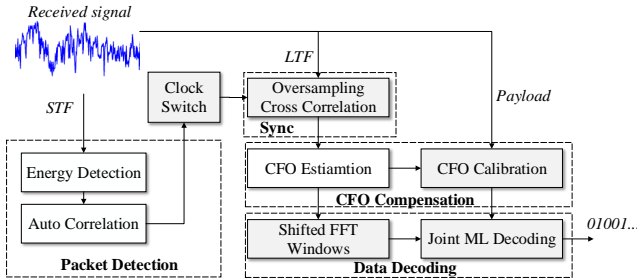 Received signal
LTF
Clock
Switch
Oversampling
Cross Correlation
STF
Payload
Sync
Energy Detection
CFO Estiamtion
CFO Calibration
CFO Compensation
Auto Correlation
Shifted FFT
Windows
Joint ML Decoding
01001...
Packet Detection
Data Decoding